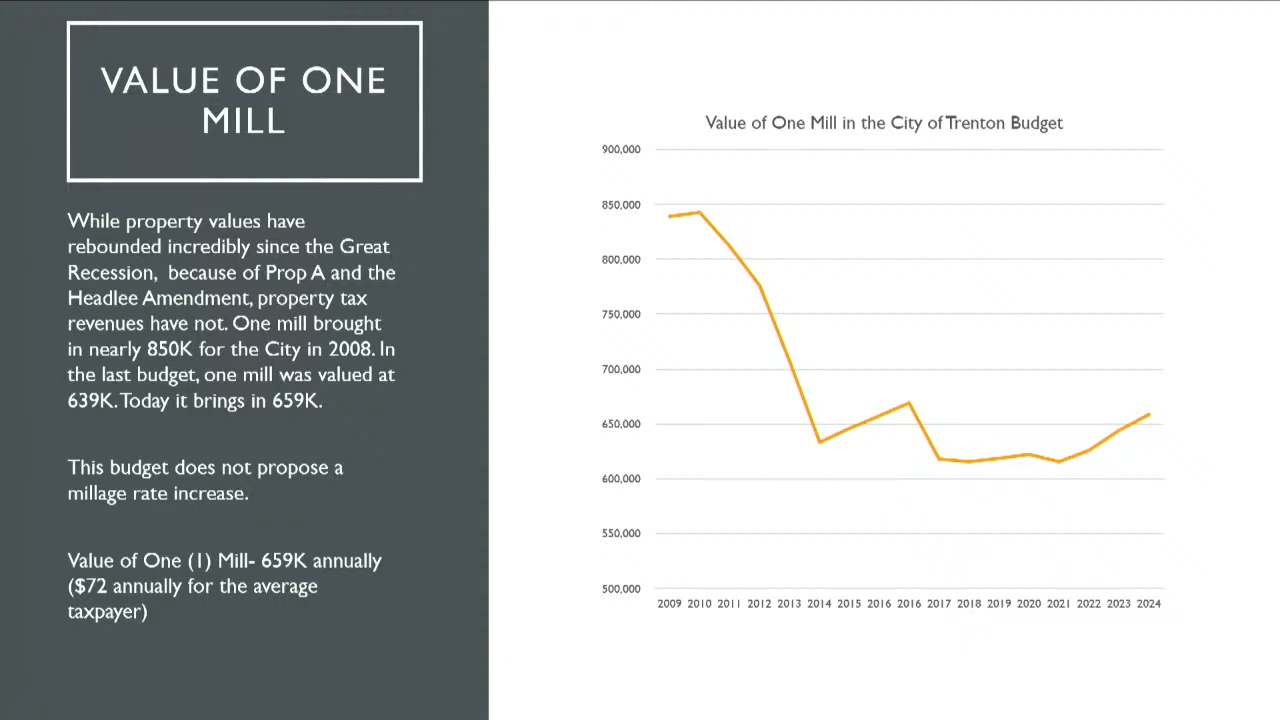 VALUE OF ONE
MILL
While property values have
rebounded incredibly since the Great
Recession, because of Prop A and the
Headlee Amendment, property tax
revenues have not. One mill brought
in nearly 850K for the City in 2008. In
the last budget, one mill was valued at
639K. Today it brings in 659K.
This budget does not propose a
millage rate increase.
Value of One (1) Mill- 659K annually
($72 annually for the average
taxpayer)
Value of One Mill in the City of Trenton Budget
900,000
850,000
800,000
750,000
700,000
650,000
600,000
550,000
500,000
2009 2010 2011 2012 2013 2014 2015 2016 2016 2017 2018 2019 2020 2021 2022 2023 2024